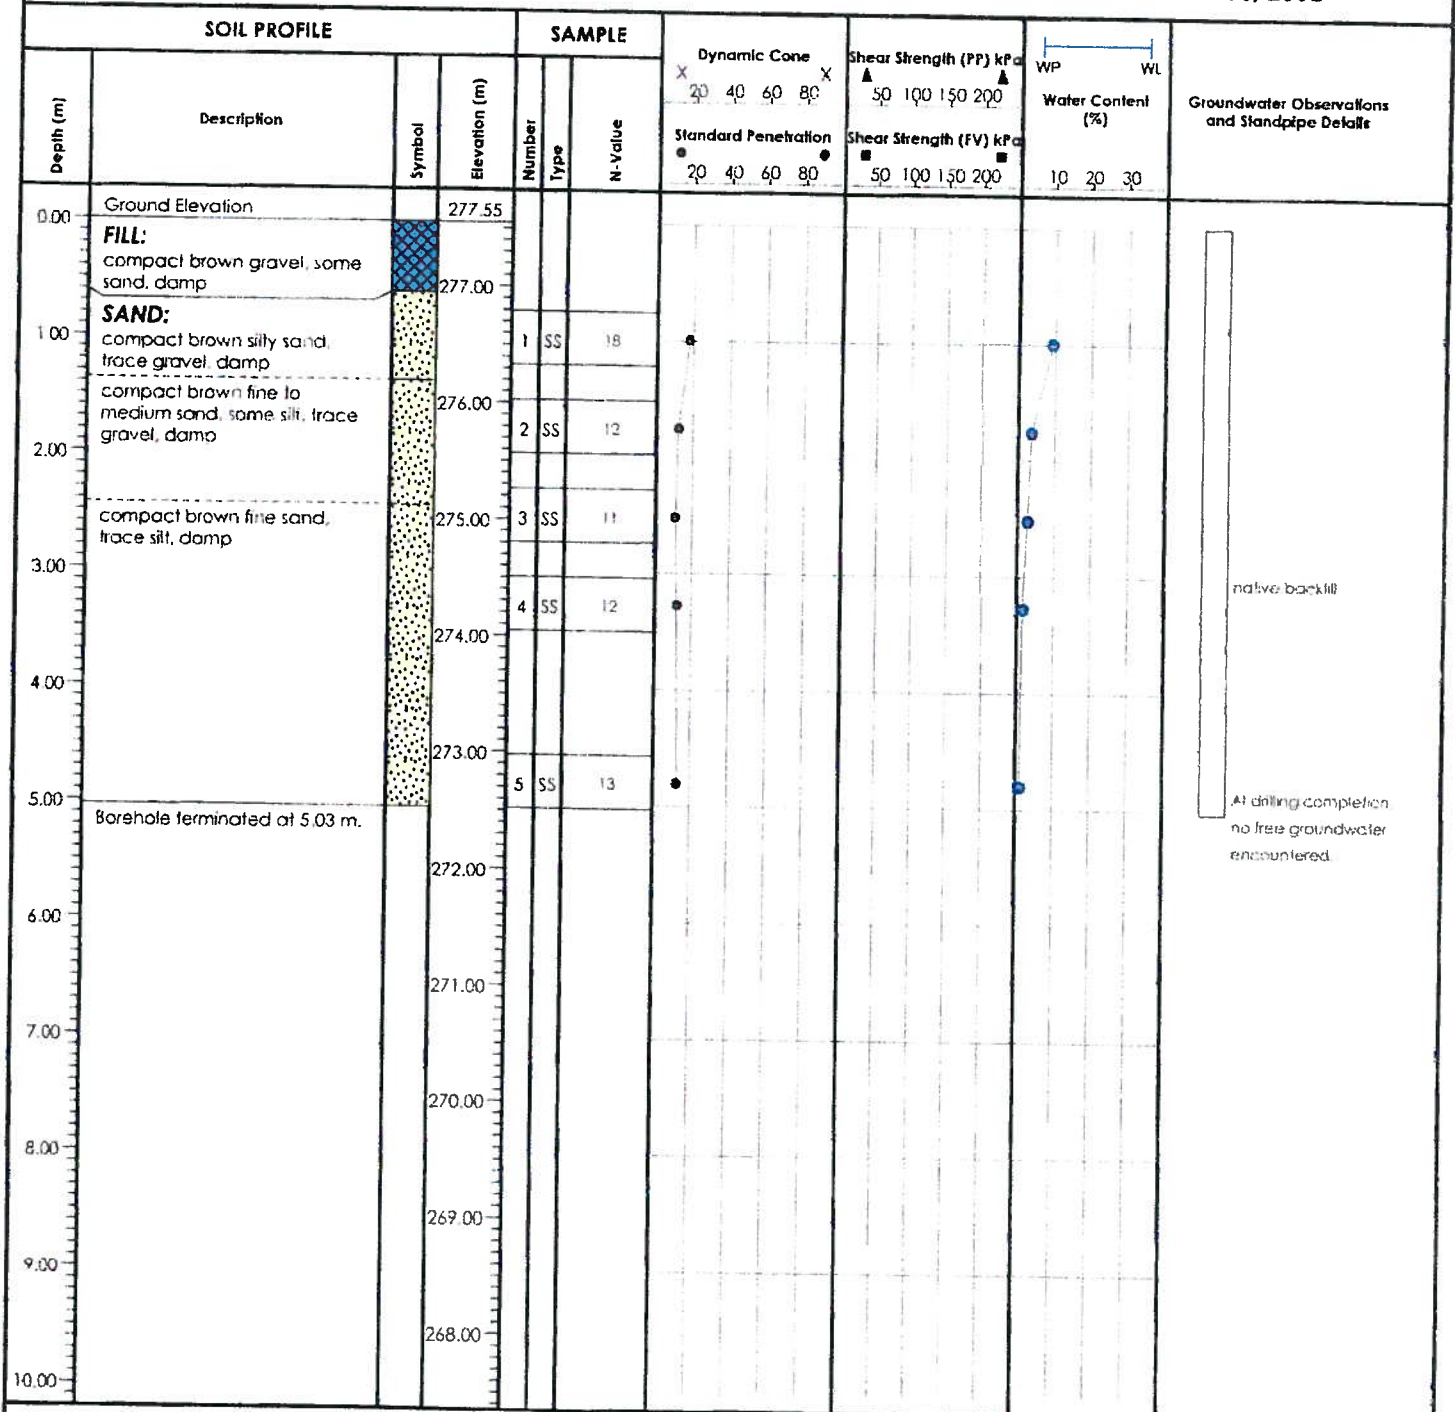 SOIL PROFILE
SAMPLE
Depth (m)
Description
Symbol
Elevation (m)
Number
Type
N-Value
Dynamic Cone
X X
20 40 60 80
Standard Penetration
20 40 60 80
Shear Strength (PP) kPa
50 100 150 200
Shear Strength (FV) kPa
50 100 150 200
WP WL
Water Content
(%)
10 20 30
Groundwater Observations
and Standpipe Details
0.00
Ground Elevation
277.55
FILL:
compact brown gravel, some
sand, damp
277.00
SAND:
1.00
compact brown silty sand,
trace gravel, damp
1 SS 18
compact brown fine to
medium sand, some silt, trace
gravel, damp
276.00
2 SS 12
2.00
compact brown fine sand,
trace silt, damp
275.00
3 SS 11
3.00
native backfill
4 SS 12
274.00
4.00
273.00
5 SS 13
5.00
Borehole terminated at 5.03 m.
At drilling completion
no free groundwater
encountered.
272.00
6.00
271.00
7.00
270.00
8.00
269.00
9.00
268.00
10.00